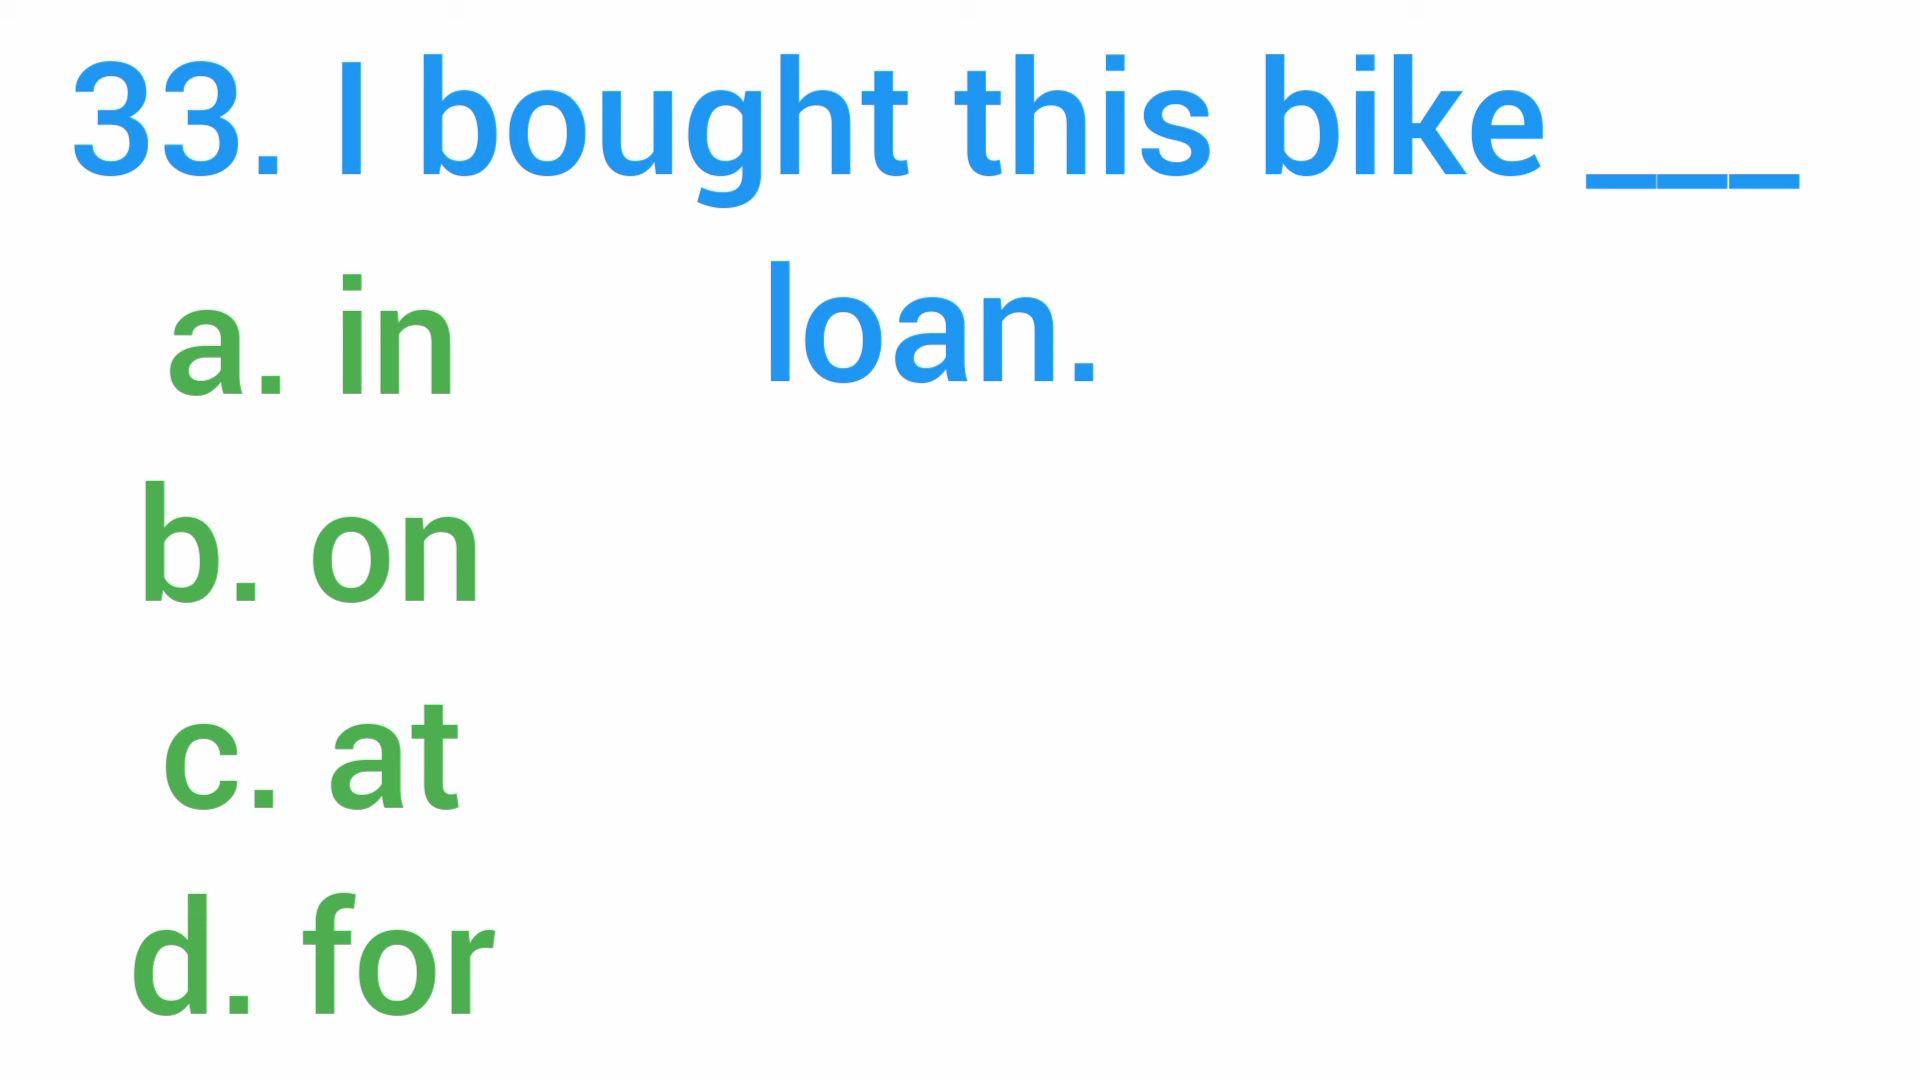 33. I bought this bike ___
loan.
a. in
b. on
c. at
d. for